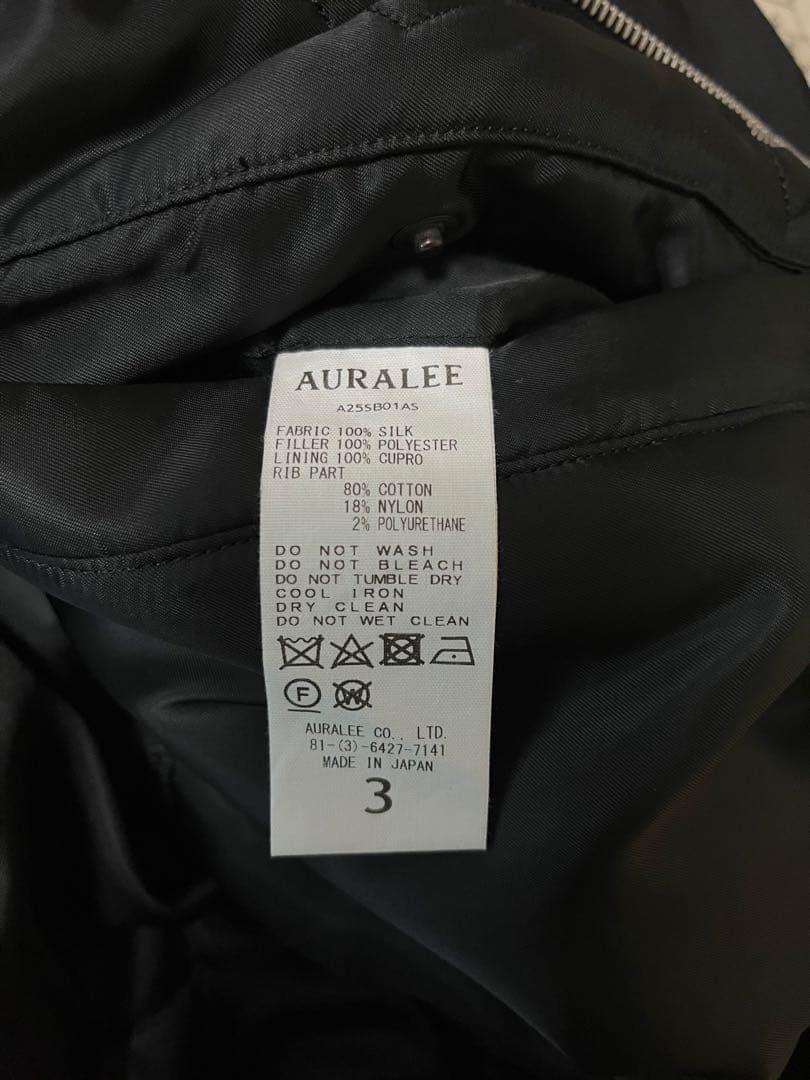 AURALEE
A25SB01AS
FABRIC 100% SILK
FILLER 100% POLYESTER
LINING 100% CUPRO
RIB PART
80% COTTON
18% NYLON
2% POLYURETHANE
DO NOT WASH
DO NOT BLEACH
DO NOT TUMBLE DRY
COOL IRON
DRY CLEAN
DO NOT WET CLEAN
F W
AURALEE CO., LTD.
81-(3)-6427-7141
MADE IN JAPAN
3